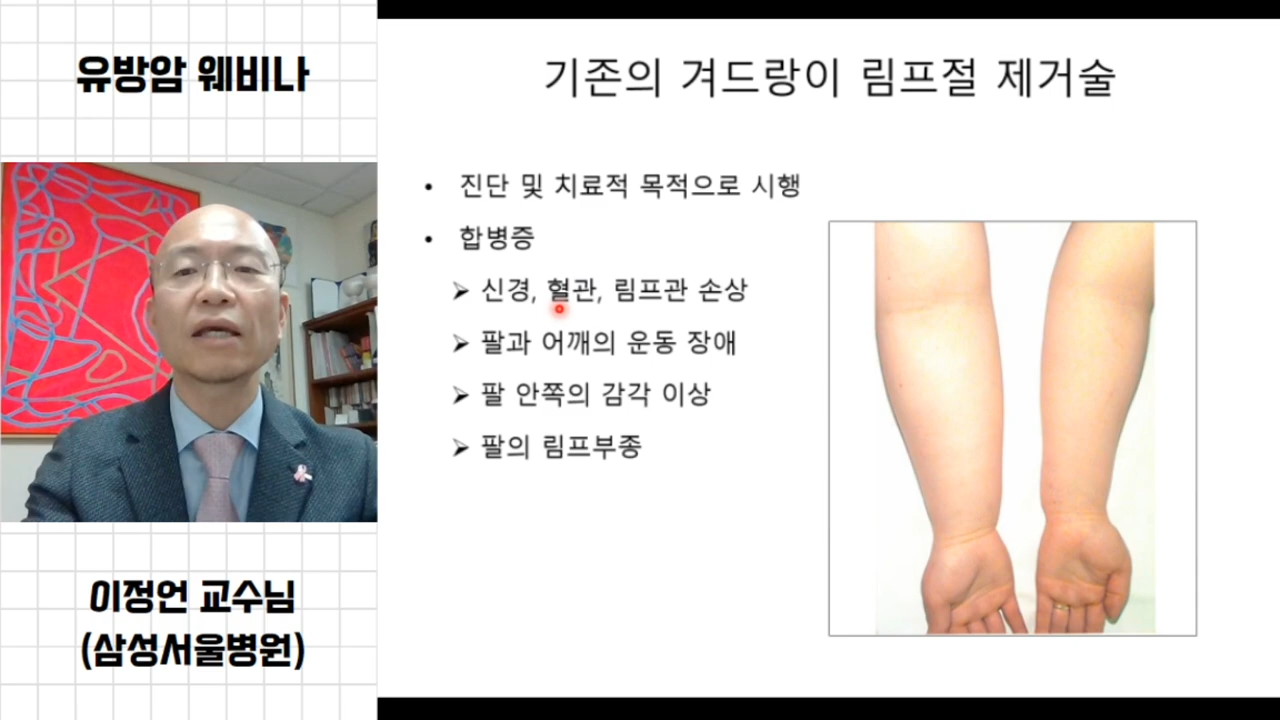 유방암 웨비나
이정언 교수님
(삼성서울병원)
기존의 겨드랑이 림프절 제거술
• 진단 및 치료적 목적으로 시행
• 합병증
➢ 신경, 혈관, 림프관 손상
➢ 팔과 어깨의 운동 장애
➢ 팔 안쪽의 감각 이상
➢ 팔의 림프부종